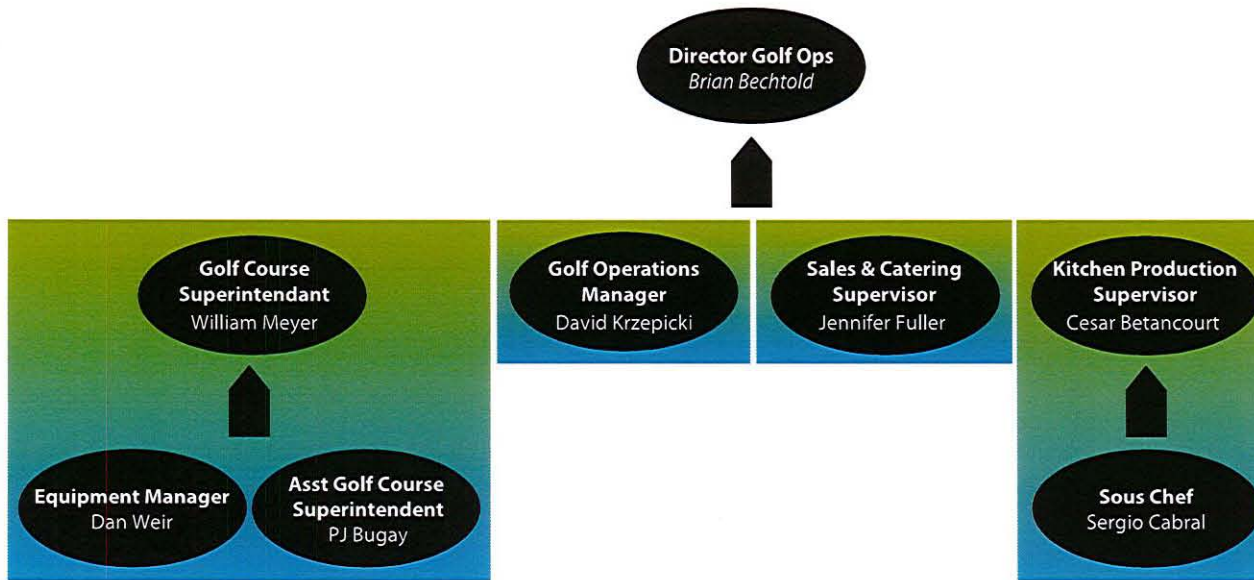 Director Golf Ops
Brian Bechtold
Golf Course
Superintendant
William Meyer
Golf Operations
Manager
David Krzepicki
Sales & Catering
Supervisor
Jennifer Fuller
Kitchen Production
Supervisor
Cesar Betancourt
Equipment Manager
Dan Weir
Asst Golf Course
Superintendent
PJ Bugay
Sous Chef
Sergio Cabral